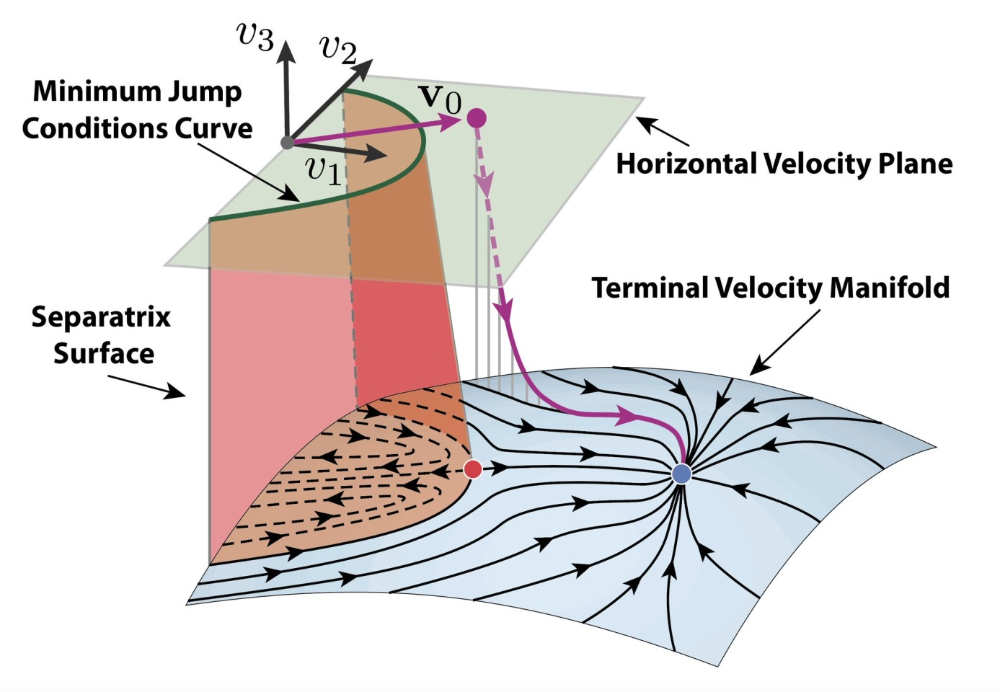 v₃
v₂
Minimum Jump
Conditions Curve
v₀
v₁
Horizontal Velocity Plane
Terminal Velocity Manifold
Separatrix
Surface